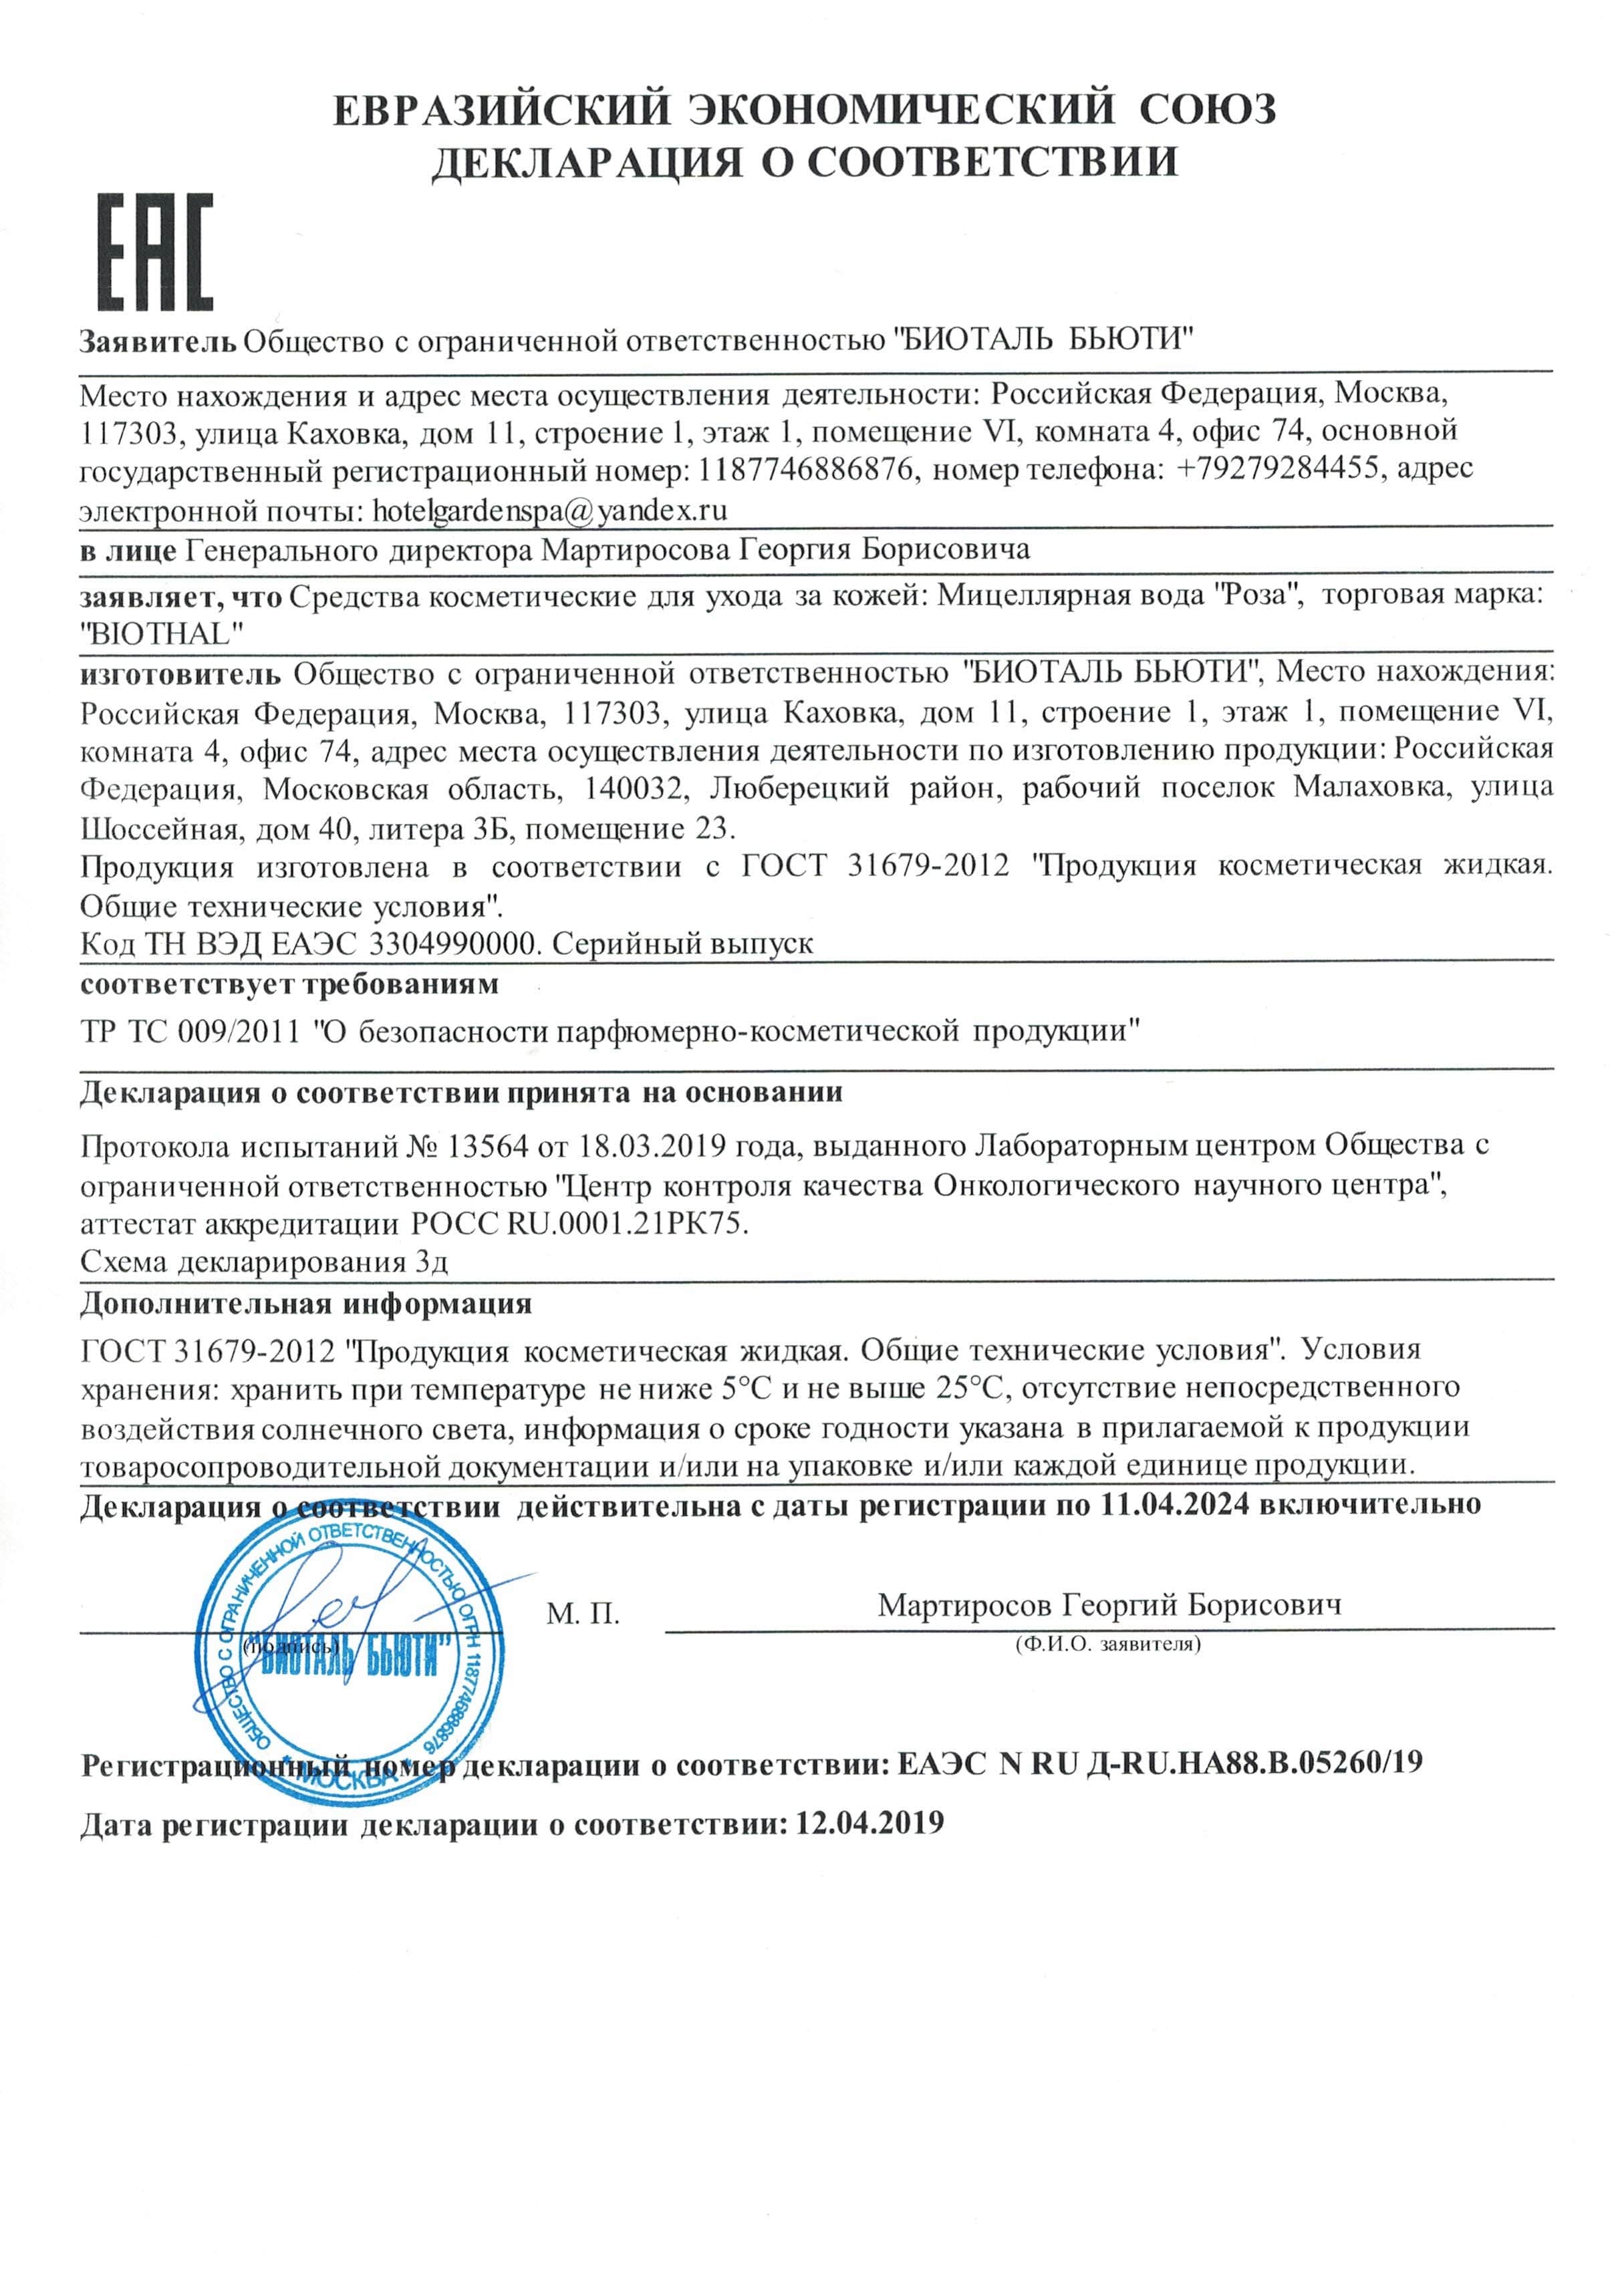 ЕВРАЗИЙСКИЙ ЭКОНОМИЧЕСКИЙ СОЮЗ
ДЕКЛАРАЦИЯ О СООТВЕТСТВИИ
ЕАС
Заявитель Общество с ограниченной ответственностью "БИОТАЛЬ БЬЮТИ"
Место нахождения и адрес места осуществления деятельности: Российская Федерация, Москва,
117303, улица Каховка, дом 11, строение 1, этаж 1, помещение VI, комната 4, офис 74, основной
государственный регистрационный номер: 1187746886876, номер телефона: +79279284455, адрес
электронной почты: hotelgardenspa@yandex.ru
в лице Генерального директора Мартиросова Георгия Борисовича
заявляет, что Средства косметические для ухода за кожей: Мицеллярная вода "Роза", торговая марка:
"BIOTHAL"
изготовитель Общество с ограниченной ответственностью "БИОТАЛЬ БЬЮТИ", Место нахождения:
Российская Федерация, Москва, 117303, улица Каховка, дом 11, строение 1, этаж 1, помещение VI,
комната 4, офис 74, адрес места осуществления деятельности по изготовлению продукции: Российская
Федерация, Московская область, 140032, Люберецкий район, рабочий поселок Малаховка, улица
Шоссейная, дом 40, литера 3Б, помещение 23.
Продукция изготовлена в соответствии с ГОСТ 31679-2012 "Продукция косметическая жидкая.
Общие технические условия".
Код ТН ВЭД ЕАЭС 3304990000. Серийный выпуск
соответствует требованиям
ТР ТС 009/2011 "О безопасности парфюмерно-косметической продукции"
Декларация о соответствии принята на основании
Протокола испытаний № 13564 от 18.03.2019 года, выданного Лабораторным центром Общества с
ограниченной ответственностью "Центр контроля качества Онкологического научного центра",
аттестат аккредитации РОСС RU.0001.21РК75.
Схема декларирования 3д
Дополнительная информация
ГОСТ 31679-2012 "Продукция косметическая жидкая. Общие технические условия". Условия
хранения: хранить при температуре не ниже 5°С и не выше 25°С, отсутствие непосредственного
воздействия солнечного света, информация о сроке годности указана в прилагаемой к продукции
товаросопроводительной документации и/или на упаковке и/или каждой единице продукции.
Декларация о соответствии действительна с даты регистрации по 11.04.2024 включительно
ОБЩЕСТВО С ОГРАНИЧЕННОЙ ОТВЕТСТВЕННОСТЬЮ ОГРН 1187746886876
"БИОТАЛЬ БЬЮТИ"
* МОСКВА *
(подпись)
М. П.
Мартиросов Георгий Борисович
(Ф.И.О. заявителя)
Регистрационный номер декларации о соответствии: ЕАЭС N RU Д-RU.НА88.В.05260/19
Дата регистрации декларации о соответствии: 12.04.2019